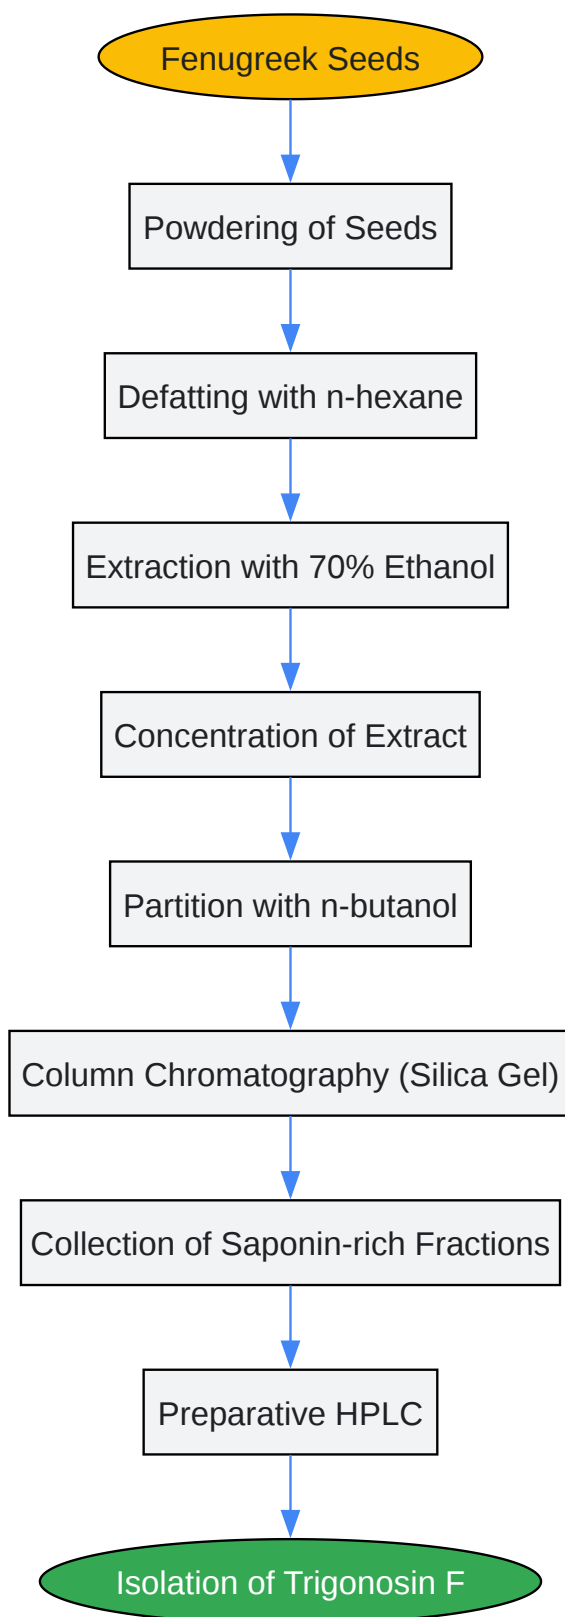 Fenugreek Seeds
Powdering of Seeds
Defatting with n-hexane
Extraction with 70% Ethanol
Concentration of Extract
Partition with n-butanol
Column Chromatography (Silica Gel)
Collection of Saponin-rich Fractions
Preparative HPLC
Isolation of Trigonosin F